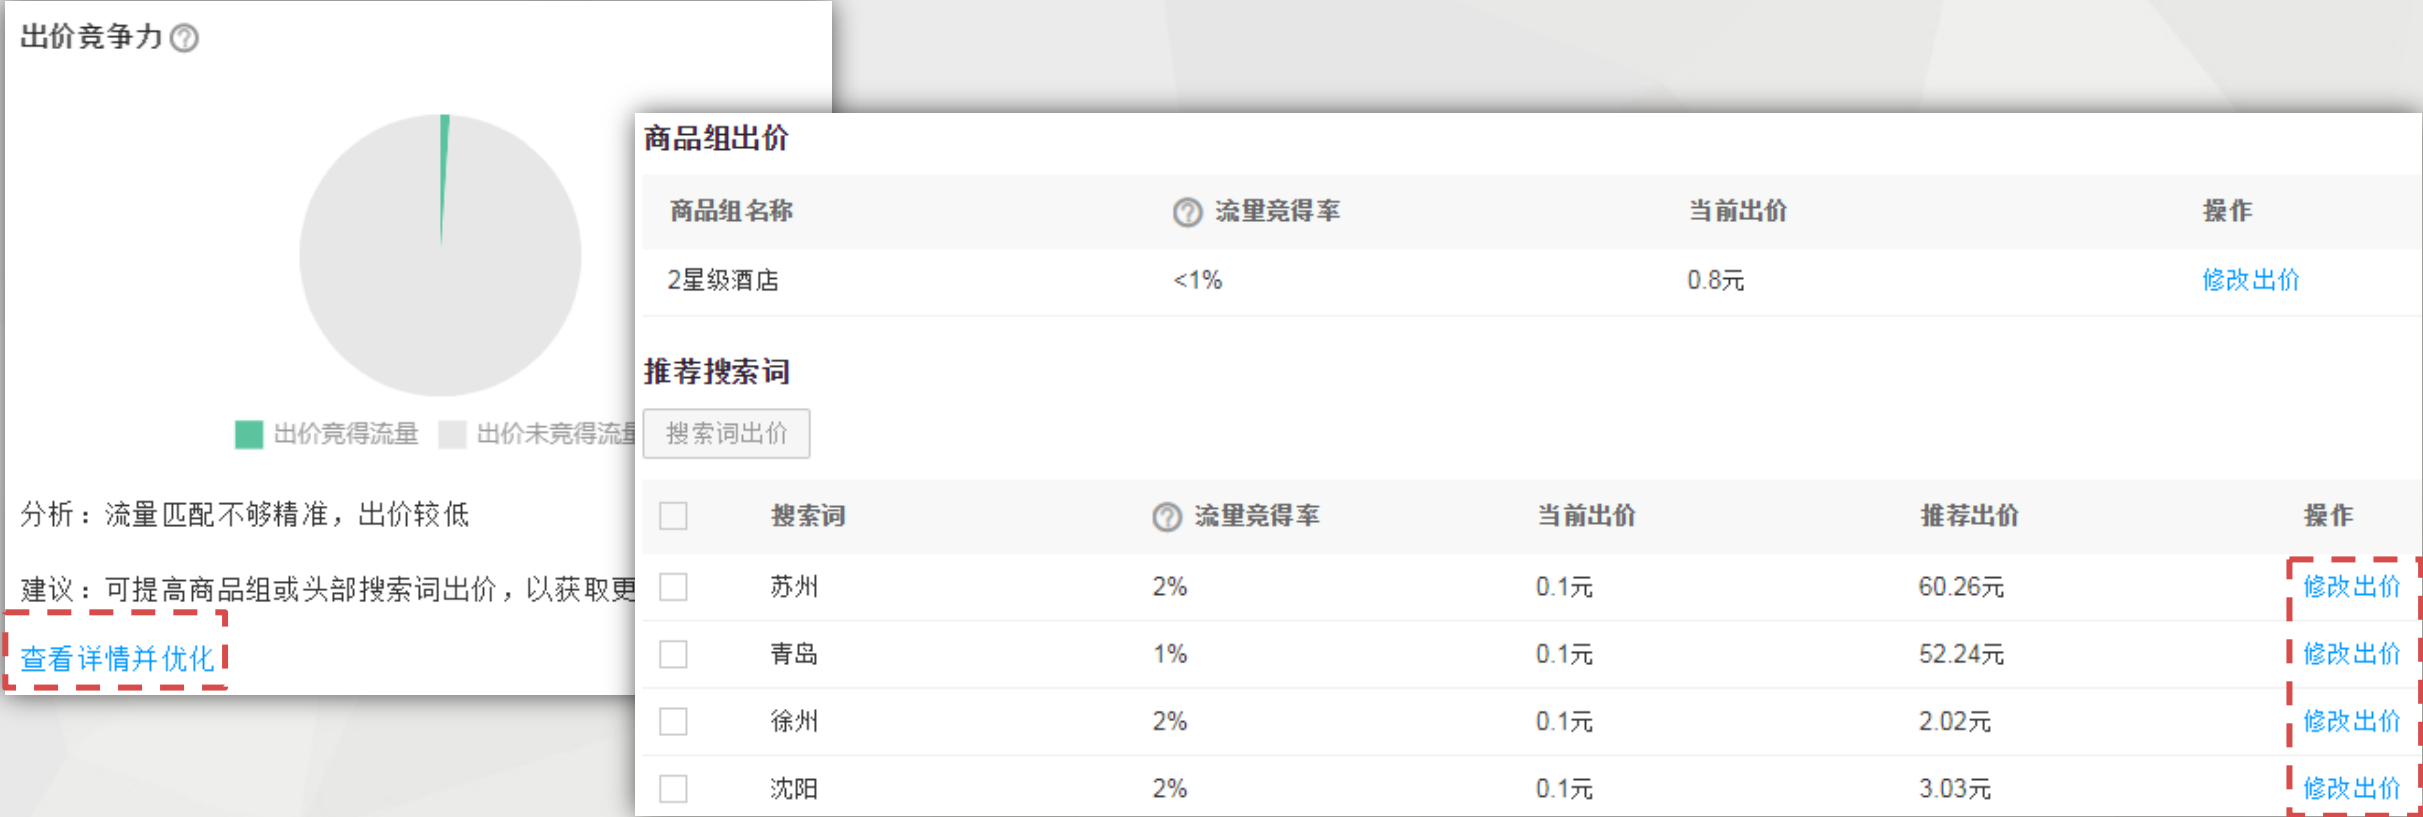 出价竞争力
出价竞得流量
出价未竞得流
分析：流量匹配不够精准，出价较低
建议：可提高商品组或头部搜索词出价，以获取更
查看详情并优化
商品组出价
商品组名称 流量竞得率 当前出价 操作
2星级酒店 <1% 0.8元 修改出价
推荐搜索词
搜索词出价
搜索词 流量竞得率 当前出价 推荐出价 操作
苏州 2% 0.1元 60.26元 修改出价
青岛 1% 0.1元 52.24元 修改出价
徐州 2% 0.1元 2.02元 修改出价
沈阳 2% 0.1元 3.03元 修改出价